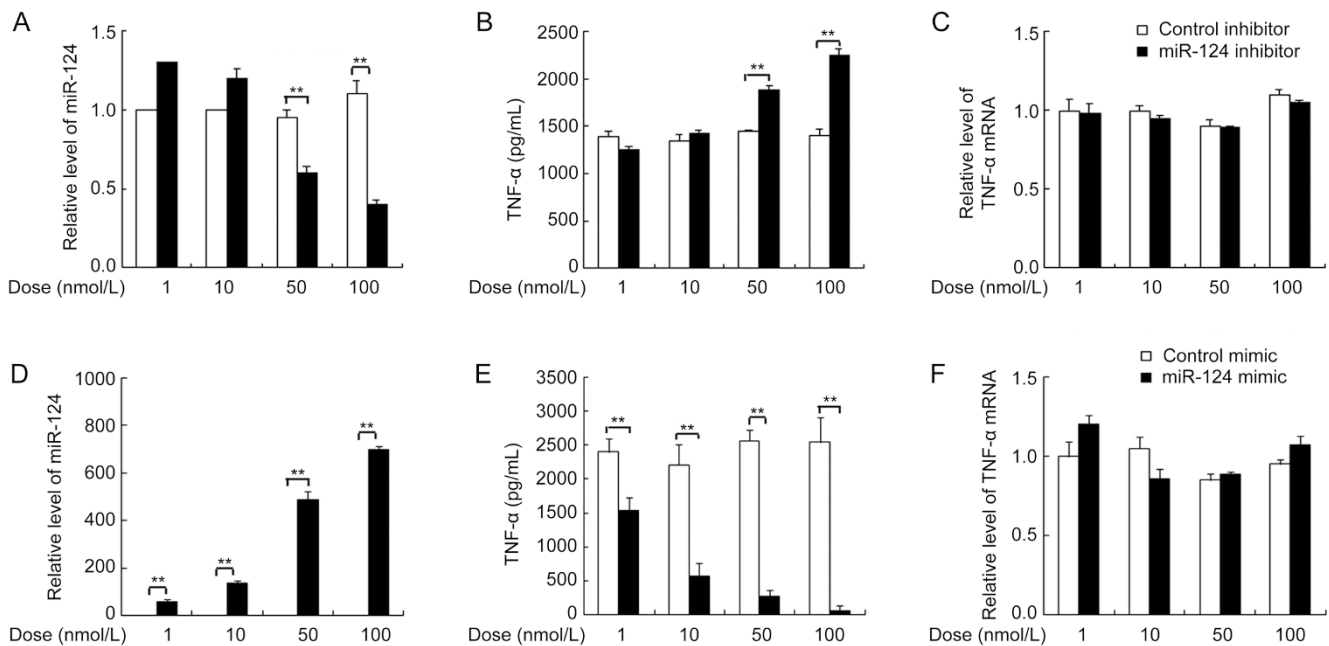 A
Relative level of miR-124
1.5
1.0
0.5
0.0
**
**
Dose (nmol/L)
1
10
50
100
B
TNF-α (pg/mL)
2500
2000
1500
1000
500
0
**
**
Dose (nmol/L)
1
10
50
100
C
Relative level of
TNF-α mRNA
1.5
1.0
0.5
0.0
Control inhibitor
miR-124 inhibitor
Dose (nmol/L)
1
10
50
100
D
Relative level of miR-124
1000
800
600
400
200
0
**
**
**
**
Dose (nmol/L)
1
10
50
100
E
TNF-α (pg/mL)
3500
3000
2500
2000
1500
1000
500
0
**
**
**
**
Dose (nmol/L)
1
10
50
100
F
Relative level of TNF-α mRNA
1.5
1.0
0.5
0.0
Control mimic
miR-124 mimic
Dose (nmol/L)
1
10
50
100